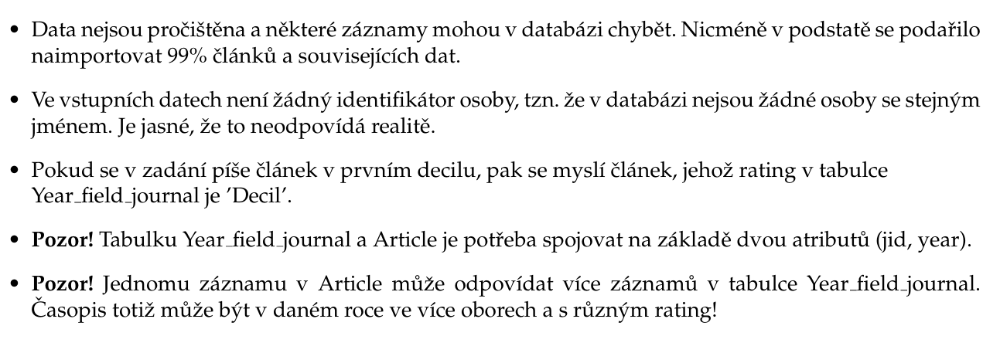 • Data nejsou pročištěna a některé záznamy mohou v databázi chybět. Nicméně v podstatě se podařilo
naimportovat 99% článků a souvisejících dat.
• Ve vstupních datech není žádný identifikátor osoby, tzn. že v databázi nejsou žádné osoby se stejným
jménem. Je jasné, že to neodpovídá realitě.
• Pokud se v zadání píše článek v prvním decilu, pak se myslí článek, jehož rating v tabulce
Year_field_journal je ’Decil’.
• Pozor! Tabulku Year_field_journal a Article je potřeba spojovat na základě dvou atributů (jid, year).
• Pozor! Jednomu záznamu v Article může odpovídat více záznamů v tabulce Year_field_journal.
Časopis totiž může být v daném roce ve více oborech a s různým rating!